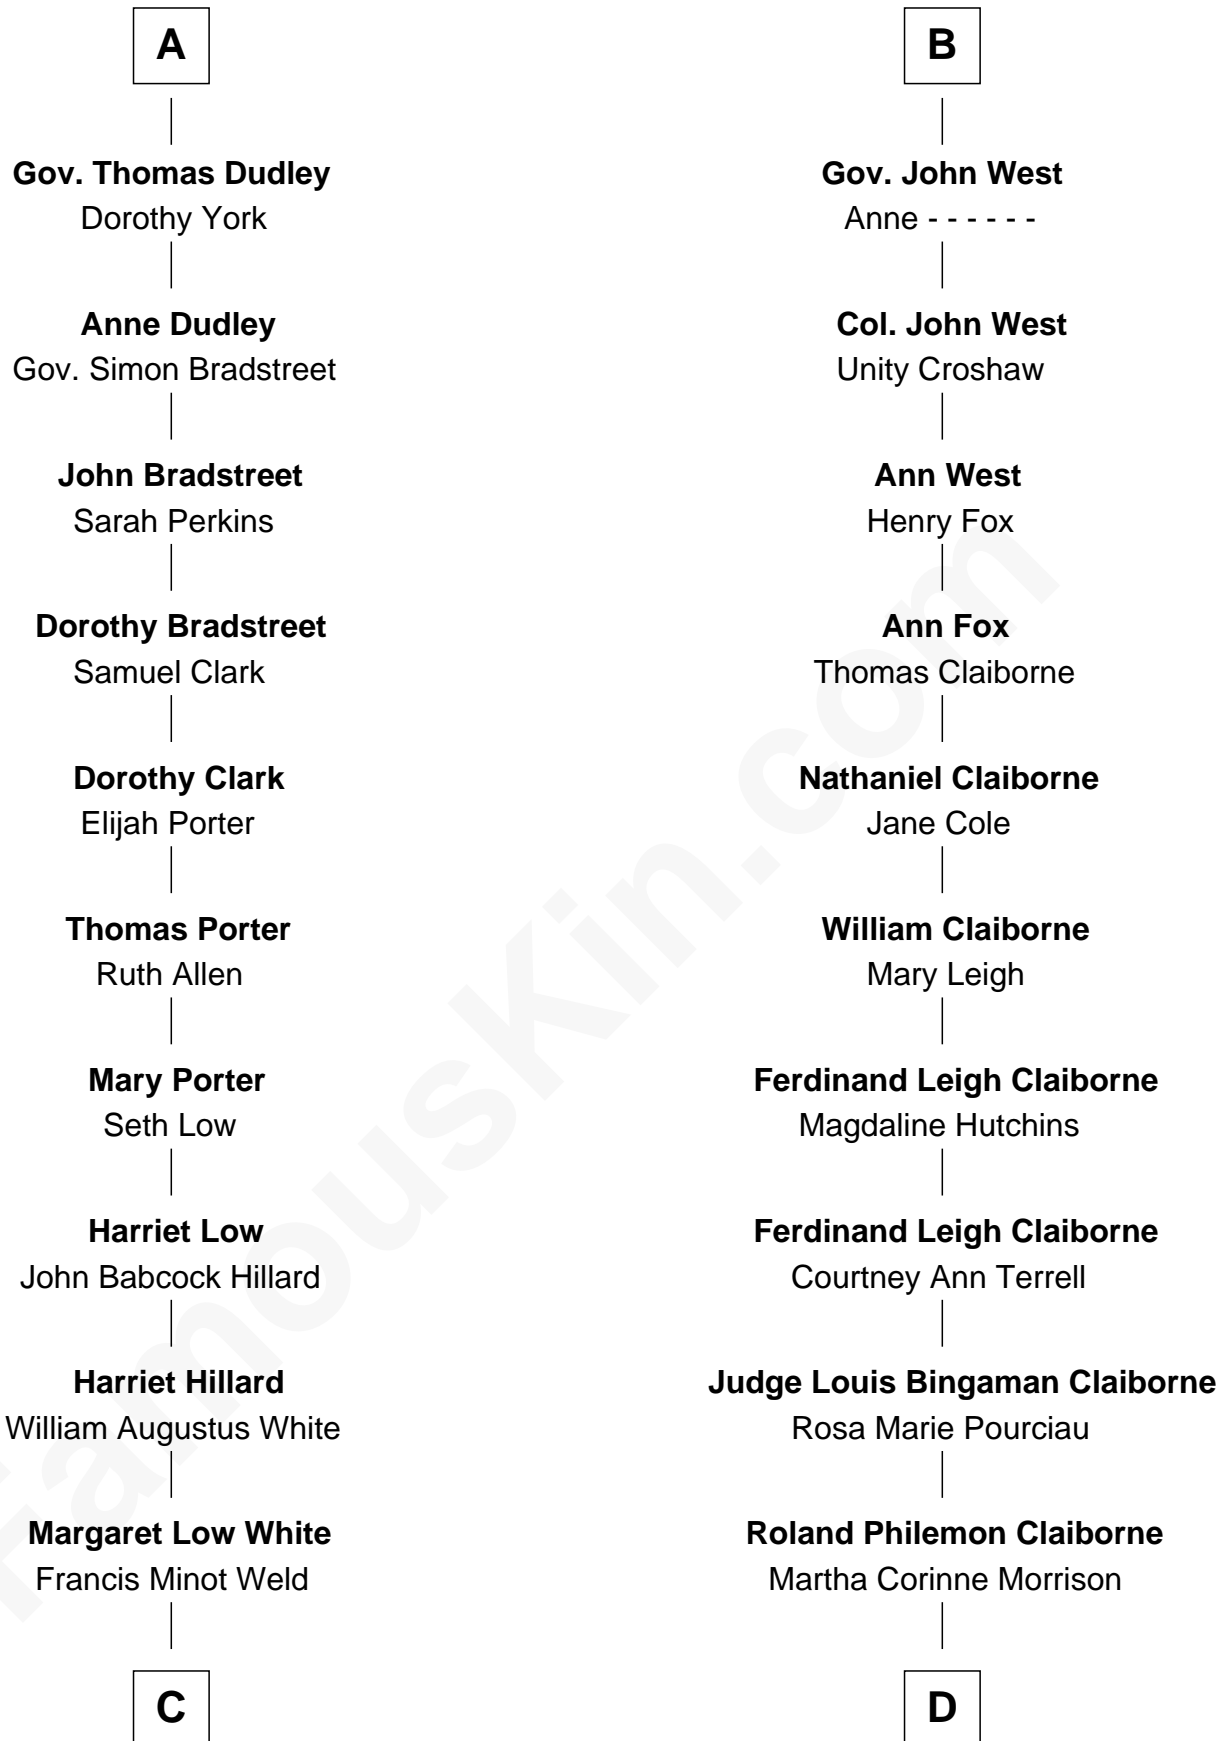 A
Gov. Thomas Dudley
Dorothy York
Anne Dudley
Gov. Simon Bradstreet
John Bradstreet
Sarah Perkins
Dorothy Bradstreet
Samuel Clark
Dorothy Clark
Elijah Porter
Thomas Porter
Ruth Allen
Mary Porter
Seth Low
Harriet Low
John Babcock Hillard
Harriet Hillard
William Augustus White
Margaret Low White
Francis Minot Weld
C
B
Gov. John West
Anne - - - - - -
Col. John West
Unity Croshaw
Ann West
Henry Fox
Ann Fox
Thomas Claiborne
Nathaniel Claiborne
Jane Cole
William Claiborne
Mary Leigh
Ferdinand Leigh Claiborne
Magdaline Hutchins
Ferdinand Leigh Claiborne
Courtney Ann Terrell
Judge Louis Bingaman Claiborne
Rosa Marie Pourciau
Roland Philemon Claiborne
Martha Corinne Morrison
D
FamousKin.com